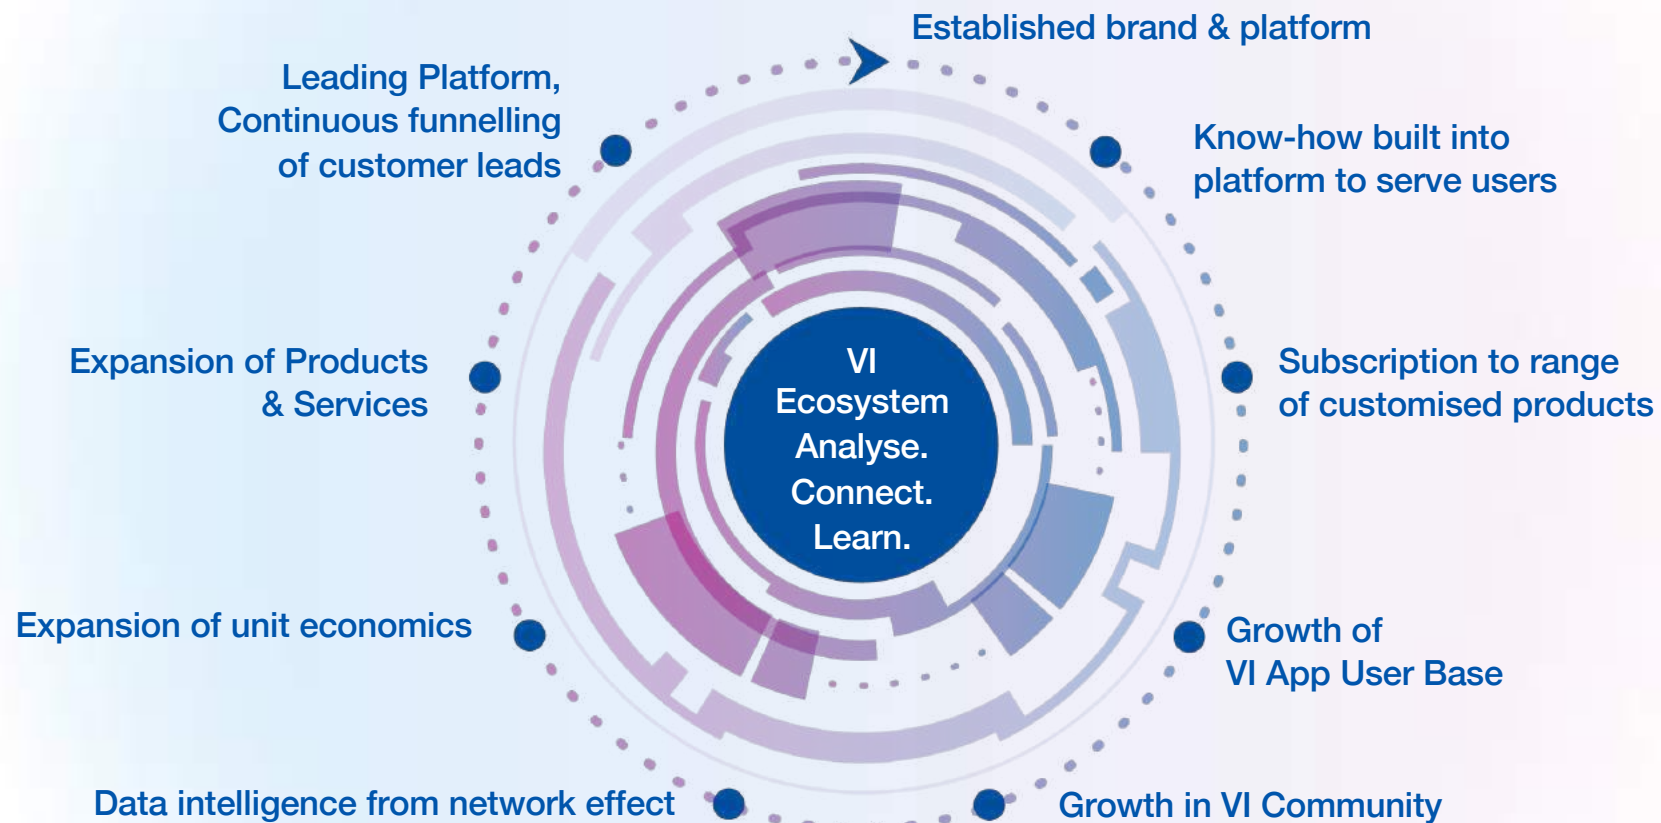 Established brand & platform
Leading Platform,
Continuous funnelling
of customer leads
Know-how built into
platform to serve users
Expansion of Products
& Services
VI
Ecosystem
Analyse.
Connect.
Learn.
Subscription to range
of customised products
Expansion of unit economics
Growth of
VI App User Base
Data intelligence from network effect
Growth in VI Community